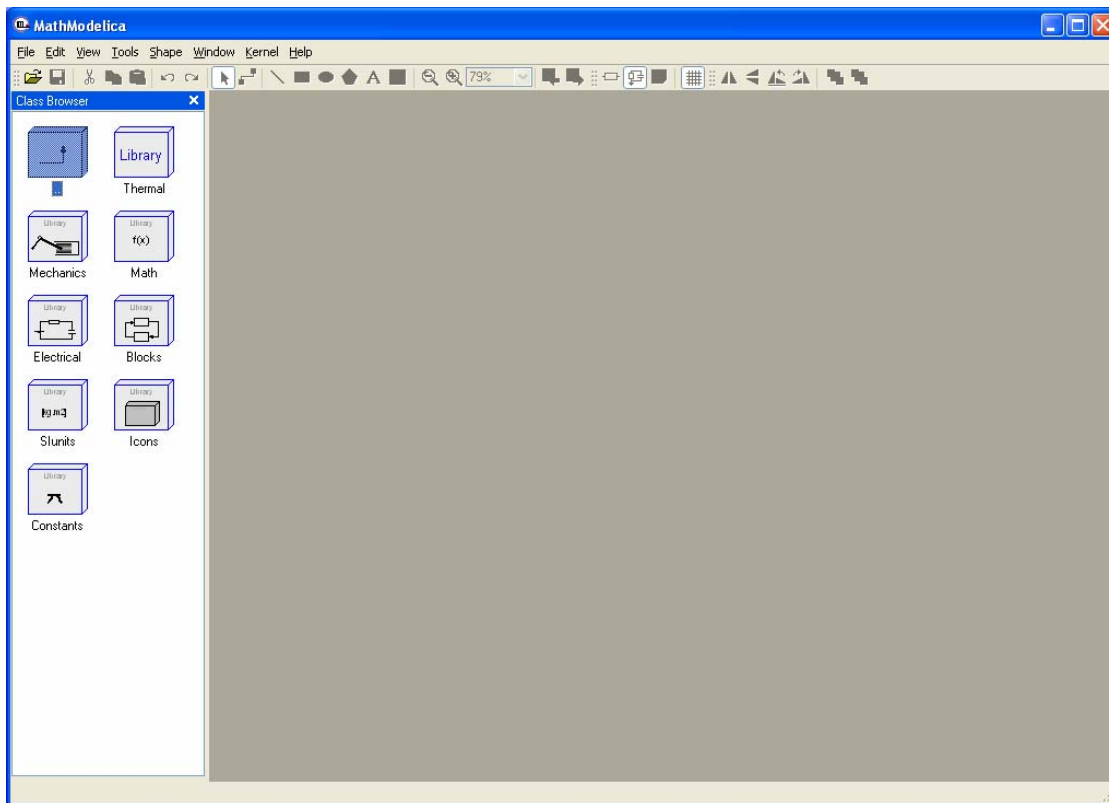 MathModelica
File Edit View Tools Shape Window Kernel Help
A 79%
Class Browser
..
Library
Thermal
Library
Mechanics
Library
f(x)
Math
Library
Electrical
Library
Blocks
Library
SIunits
Library
Icons
Library
π
Constants